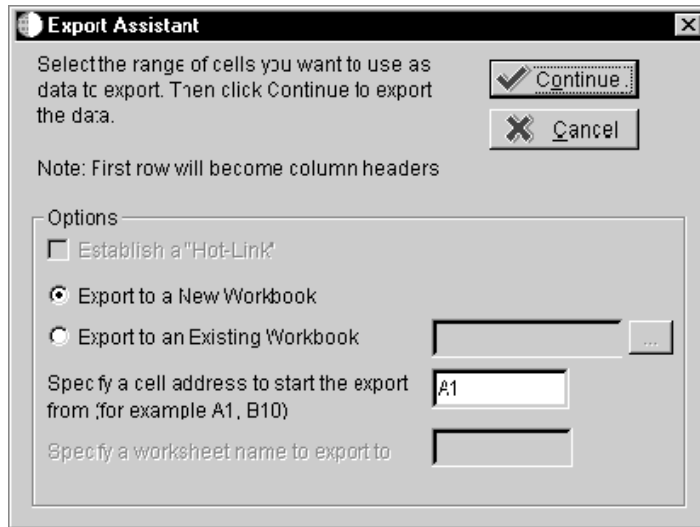 Export Assistant
Select the range of cells you want to use as
data to export. Then click Continue to export
the data.
Continue
Cancel
Note: First row will become column headers
Options
Establish a "Hot-Link"
Export to a New Workbook
Export to an Existing Workbook
...
Specify a cell address to start the export
from (for example A1, B10)
A1
Specify a worksheet name to export to